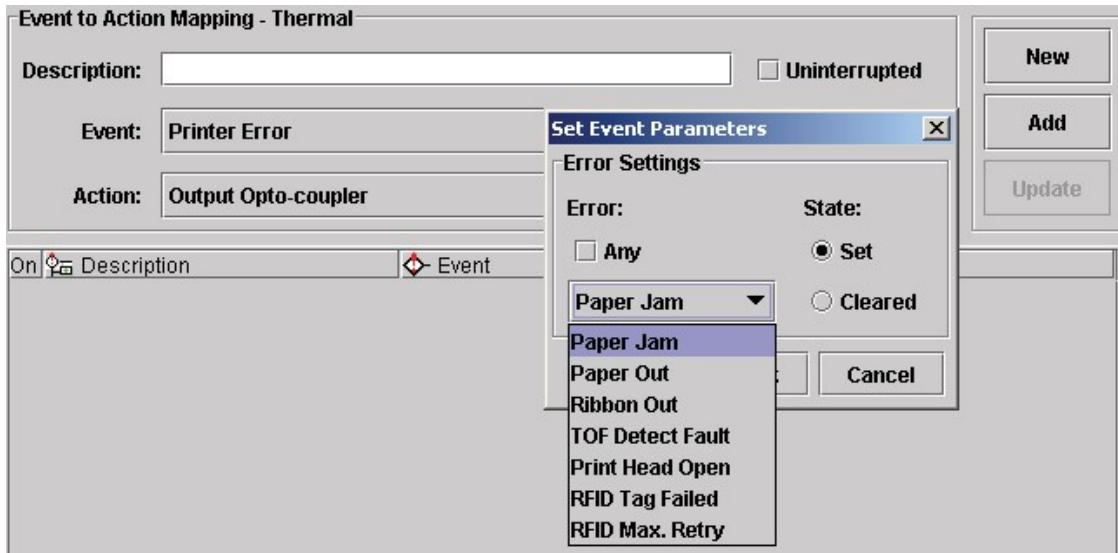 Event to Action Mapping - Thermal
Description:
Uninterrupted
New
Event:
Printer Error
Add
Action:
Output Opto-coupler
Update
Set Event Parameters
Error Settings
Error:
State:
Any
Set
Paper Jam
Cleared
Paper Jam
Paper Out
Ribbon Out
TOF Detect Fault
Print Head Open
RFID Tag Failed
RFID Max. Retry
Cancel
On
Description
Event